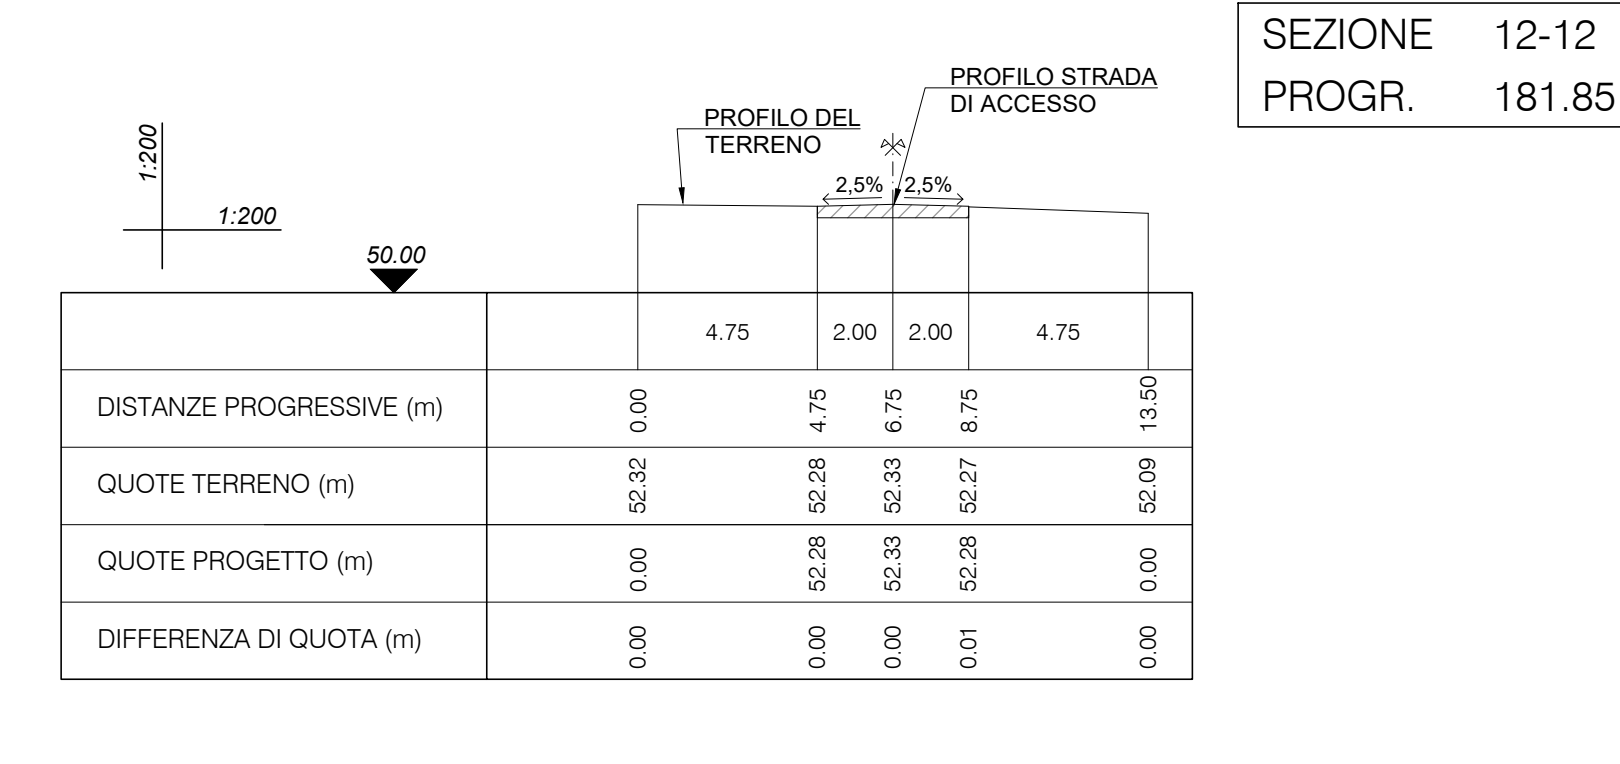 SEZIONE 12-12
PROGR. 181.85
PROFILO STRADA
DI ACCESSO
PROFILO DEL
TERRENO
1:200
1:200
2,5% 2,5%
50.00
4.75 2.00 2.00 4.75
DISTANZE PROGRESSIVE (m) 0.00 4.75 6.75 8.75 13.50
QUOTE TERRENO (m) 52.32 52.28 52.33 52.27 52.09
QUOTE PROGETTO (m) 0.00 52.28 52.33 52.28 0.00
DIFFERENZA DI QUOTA (m) 0.00 0.00 0.00 0.01 0.00